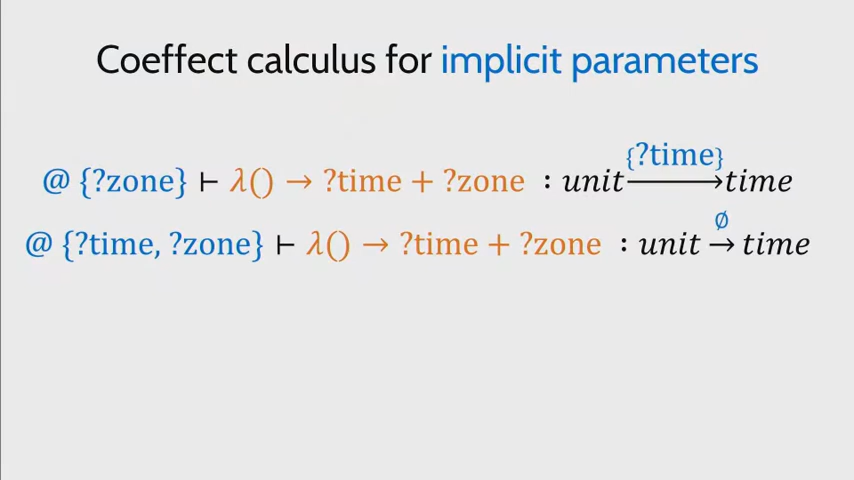 Coeffect calculus for implicit parameters
@ {?zone} ⊢ λ() → ?time + ?zone : unit —{?time}→ time
@ {?time, ?zone} ⊢ λ() → ?time + ?zone : unit —∅→ time